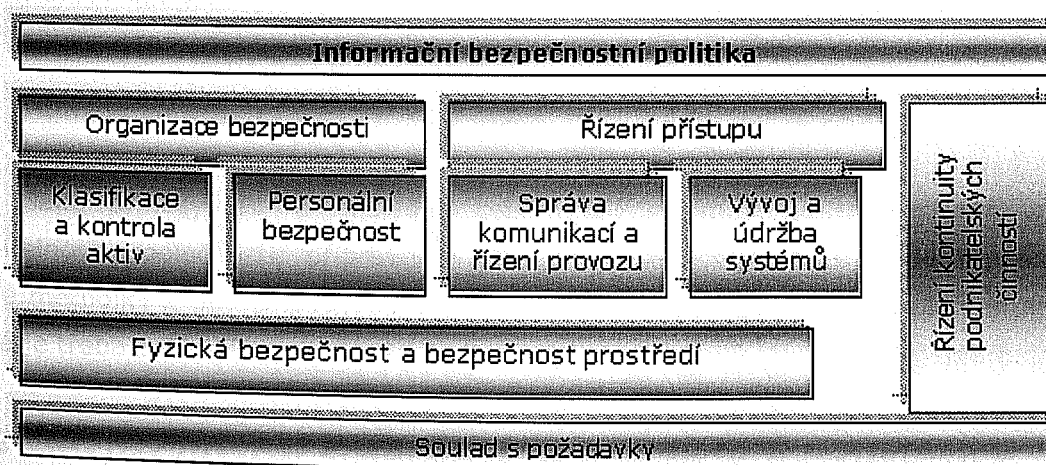 Informační bezpečnostní politika
Organizace bezpečnosti
Řízení přístupu
Klasifikace
a kontrola
aktiv
Personální
bezpečnost
Správa
komunikací a
řízení provozu
Vývoj a
údržba
systémů
Řízení kontinuity
podnikatelských
činností
Fyzická bezpečnost a bezpečnost prostředí
Soulad s požadavky